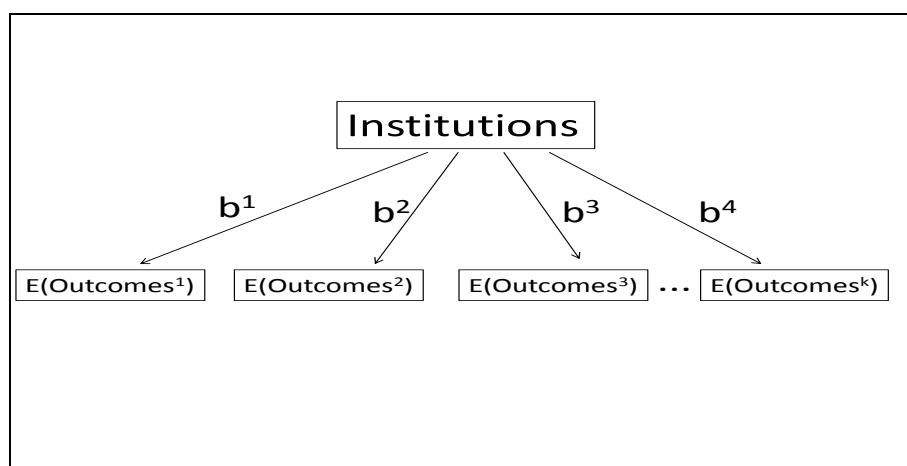 Institutions
b¹ b² b³ b⁴
E(Outcomes¹) E(Outcomes²) E(Outcomes³) ... E(Outcomesᵏ)